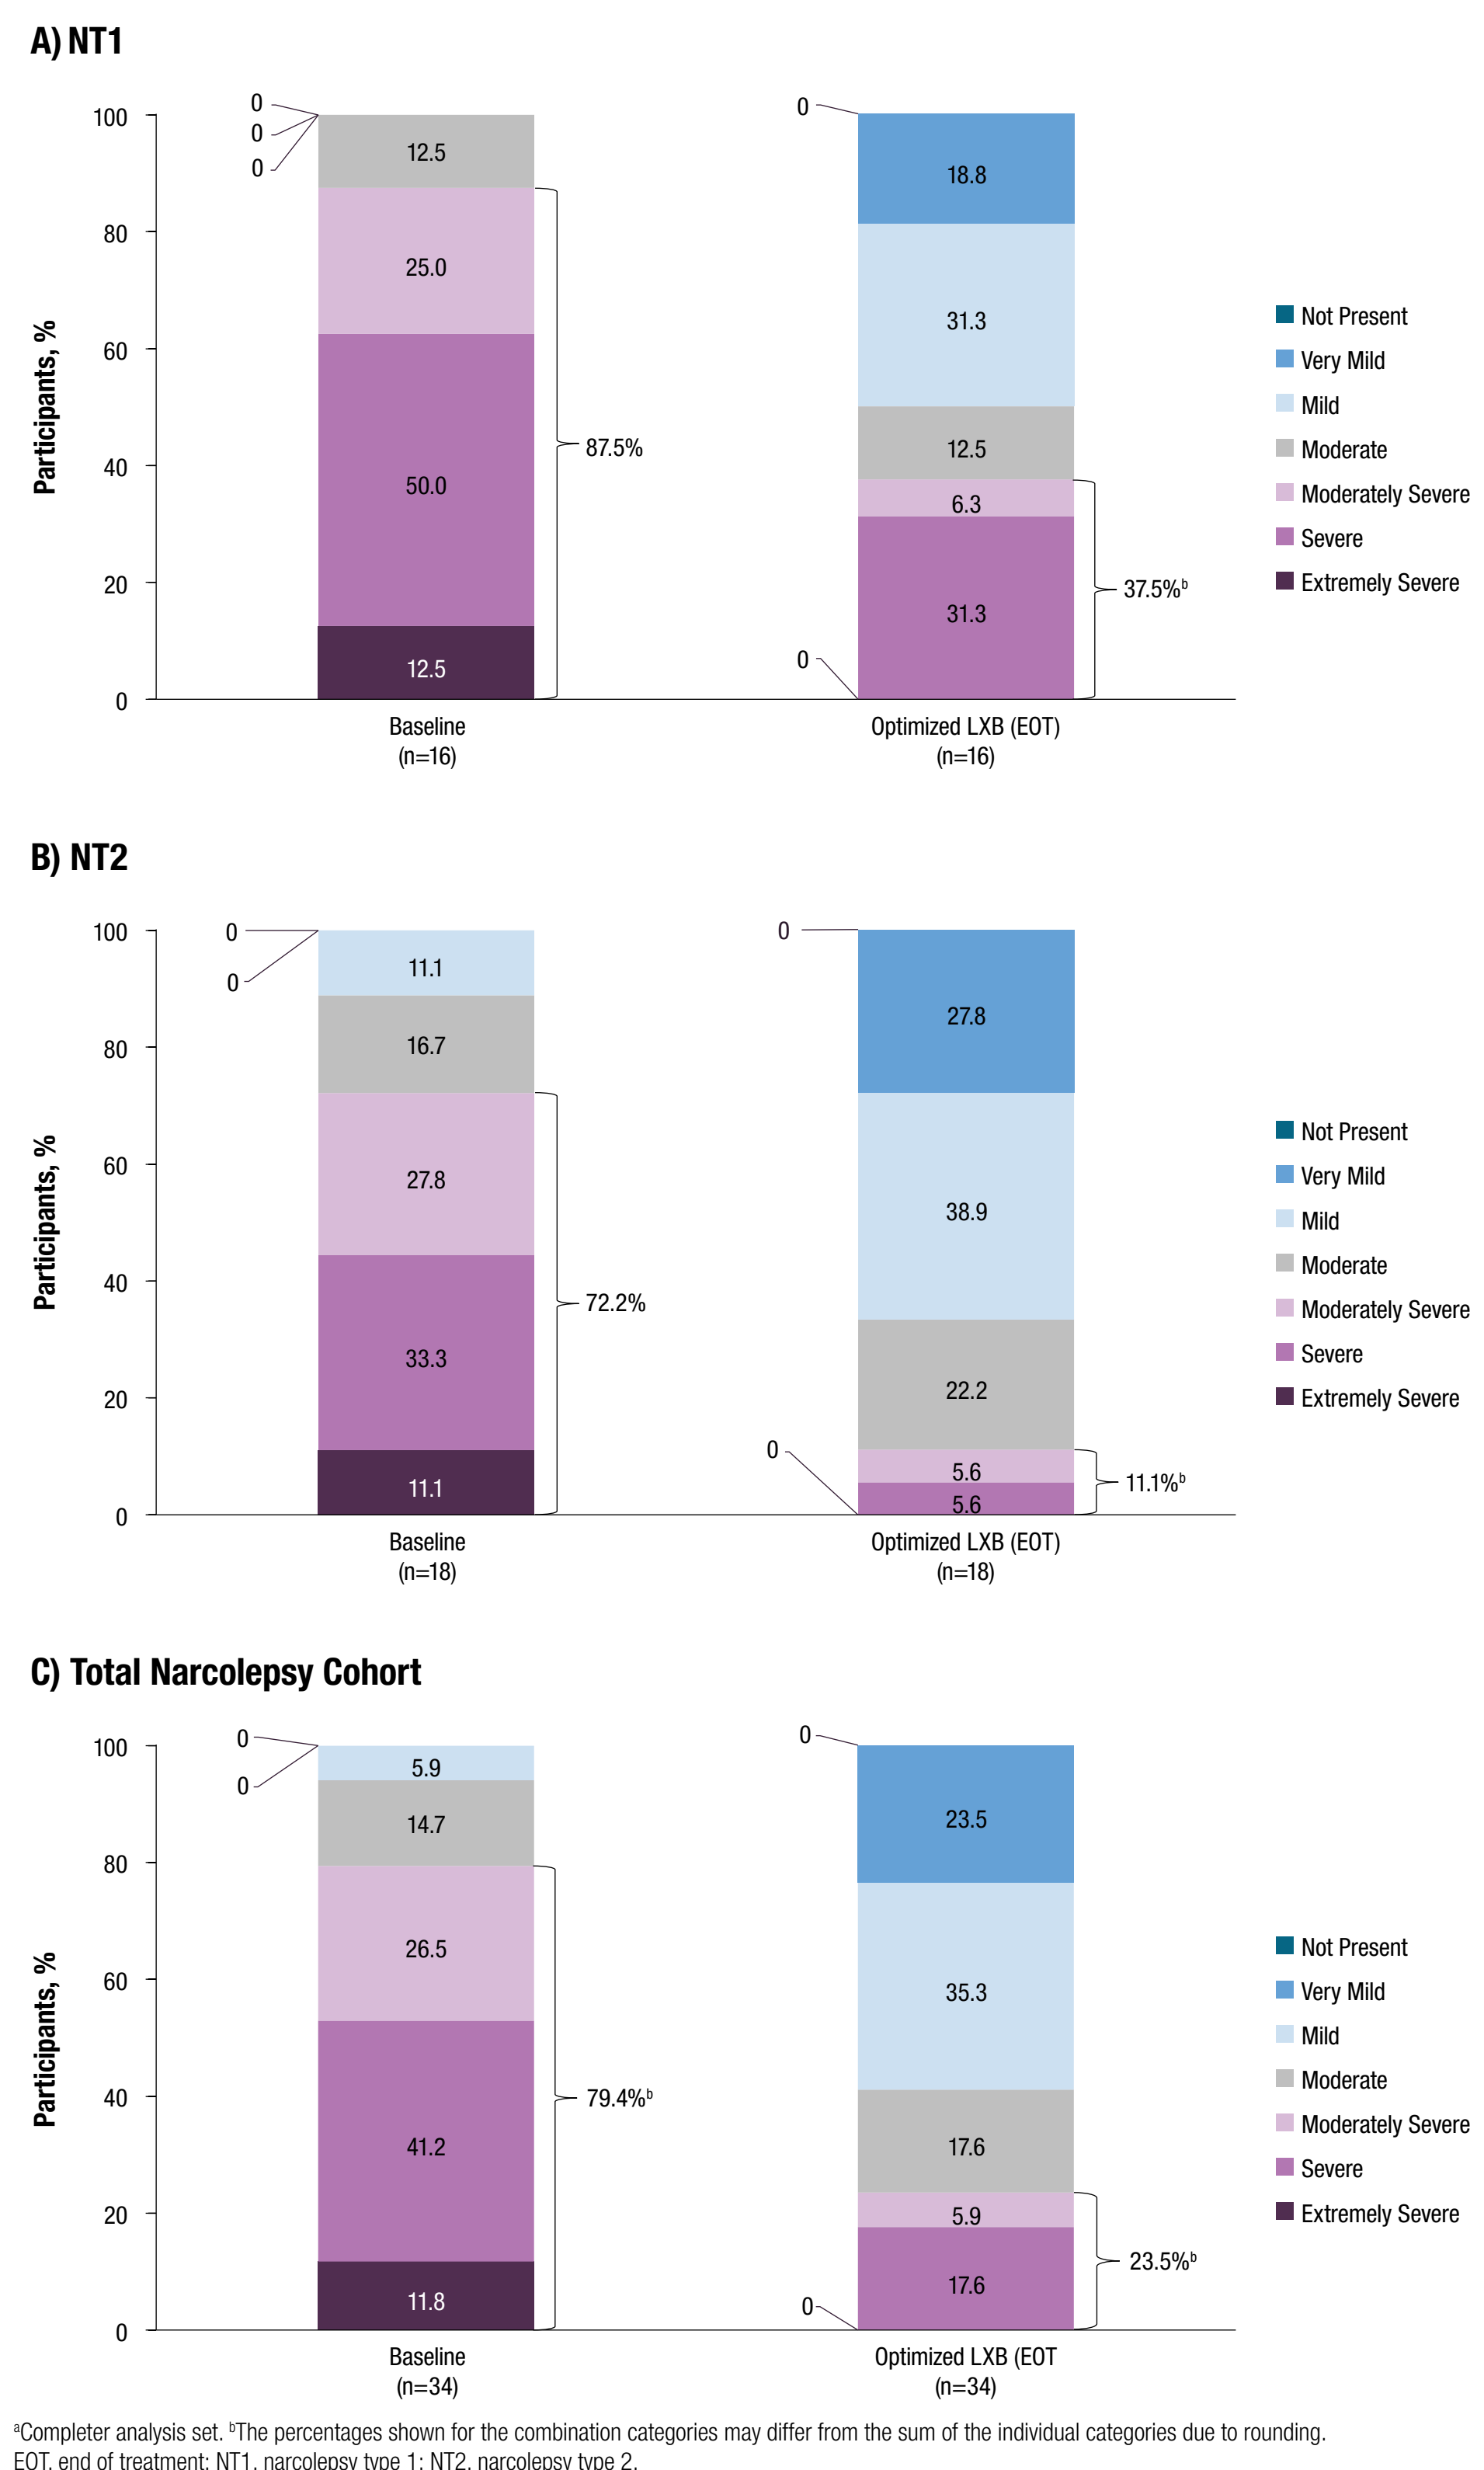 A) NT1
0
0
0
100
80
60
40
20
0
Participants, %
12.5
25.0
50.0
12.5
87.5%
Baseline
(n=16)
0
18.8
31.3
12.5
6.3
31.3
0
37.5%ᵇ
Optimized LXB (EOT)
(n=16)
Not Present
Very Mild
Mild
Moderate
Moderately Severe
Severe
Extremely Severe
B) NT2
0
0
100
80
60
40
20
0
Participants, %
11.1
16.7
27.8
33.3
11.1
72.2%
Baseline
(n=18)
0
27.8
38.9
22.2
5.6
5.6
0
11.1%ᵇ
Optimized LXB (EOT)
(n=18)
Not Present
Very Mild
Mild
Moderate
Moderately Severe
Severe
Extremely Severe
C) Total Narcolepsy Cohort
0
0
100
80
60
40
20
0
Participants, %
5.9
14.7
26.5
41.2
11.8
79.4%ᵇ
Baseline
(n=34)
0
23.5
35.3
17.6
5.9
17.6
0
23.5%ᵇ
Optimized LXB (EOT
(n=34)
Not Present
Very Mild
Mild
Moderate
Moderately Severe
Severe
Extremely Severe
ᵃCompleter analysis set. ᵇThe percentages shown for the combination categories may differ from the sum of the individual categories due to rounding.
EOT, end of treatment; NT1, narcolepsy type 1; NT2, narcolepsy type 2.